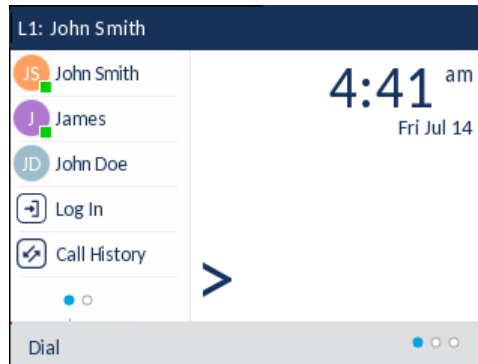 L1: John Smith
JS John Smith
J James
JD John Doe
Log In
Call History
4:41 am
Fri Jul 14
>
Dial